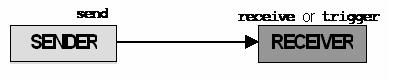 send
receive or trigger
SENDER
RECEIVER